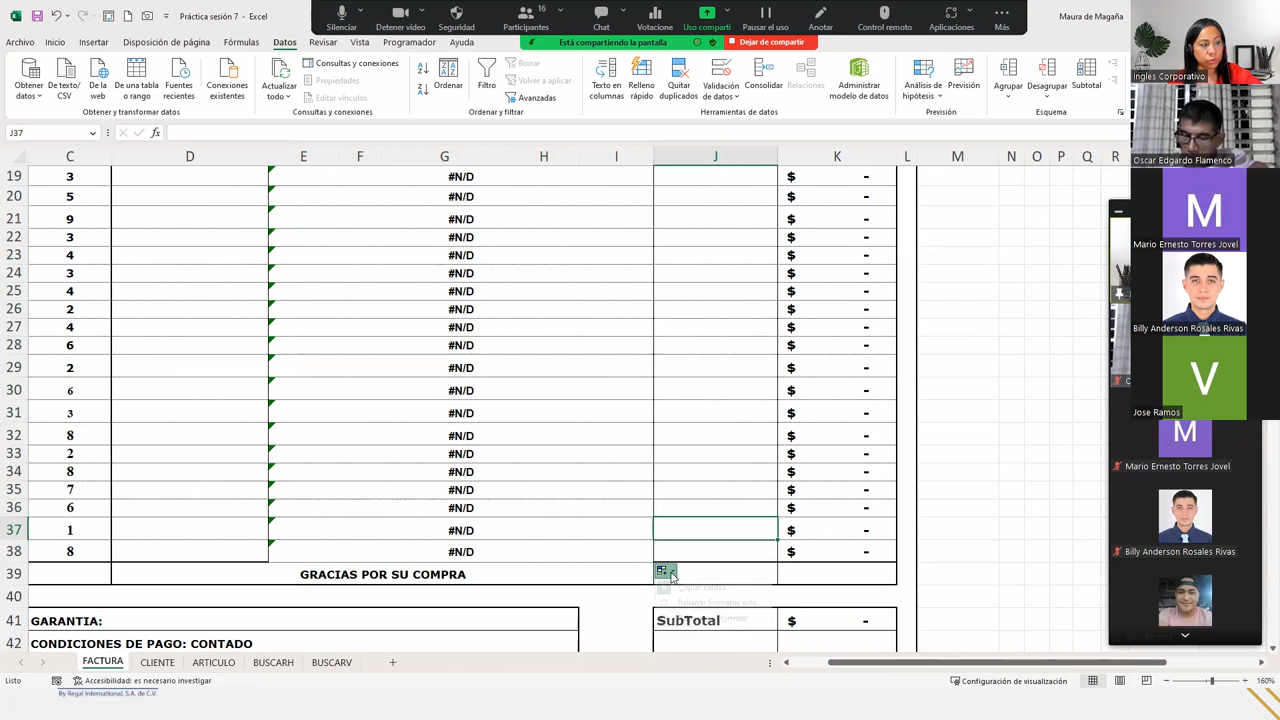 Práctica sesión 7 - Excel
Silenciar
Detener video
Seguridad
Participantes
16
Chat
Votacione
Uso comparti
Pausar el uso
Anotar
Control remoto
Aplicaciones
Más
Maura de Magaña
Está compartiendo la pantalla
Dejar de compartir
Insertar
Disposición de página
Fórmulas
Datos
Revisar
Vista
Programador
Ayuda
Obtener datos
De texto/ CSV
De la web
De una tabla o rango
Fuentes recientes
Conexiones existentes
Obtener y transformar datos
Actualizar todo
Consultas y conexiones
Propiedades
Editar vínculos
Consultas y conexiones
Ordenar
Borrar
Volver a aplicar
Avanzadas
Ordenar y filtrar
Texto en columnas
Relleno rápido
Quitar duplicados
Validación de datos
Consolidar
Relaciones
Administrar modelo de datos
Herramientas de datos
Análisis de hipótesis
Previsión
Previsión
Agrupar
Desagrupar
Subtotal
Esquema
J37
fx
C D E F G H I J K L M N O P Q R
19 3 #N/D $ -
20 5 #N/D $ -
21 9 #N/D $ -
22 3 #N/D $ -
23 4 #N/D $ -
24 3 #N/D $ -
25 4 #N/D $ -
26 2 #N/D $ -
27 4 #N/D $ -
28 6 #N/D $ -
29 2 #N/D $ -
30 6 #N/D $ -
31 3 #N/D $ -
32 8 #N/D $ -
33 2 #N/D $ -
34 8 #N/D $ -
35 7 #N/D $ -
36 6 #N/D $ -
37 1 #N/D $ -
38 8 #N/D $ -
39 GRACIAS POR SU COMPRA
40
41 GARANTIA: SubTotal $ -
42 CONDICIONES DE PAGO: CONTADO
FACTURA
CLIENTE
ARTICULO
BUSCARH
BUSCARV
Listo
Accesibilidad: es necesario investigar
Configuración de visualización
160%
By Regal International, S.A. de C.V.
Ingles Corporativo
Oscar Edgardo Flamenco
M
Mario Ernesto Torres Jovel
Billy Anderson Rosales Rivas
V
Jose Ramos
M
Mario Ernesto Torres Jovel
Billy Anderson Rosales Rivas